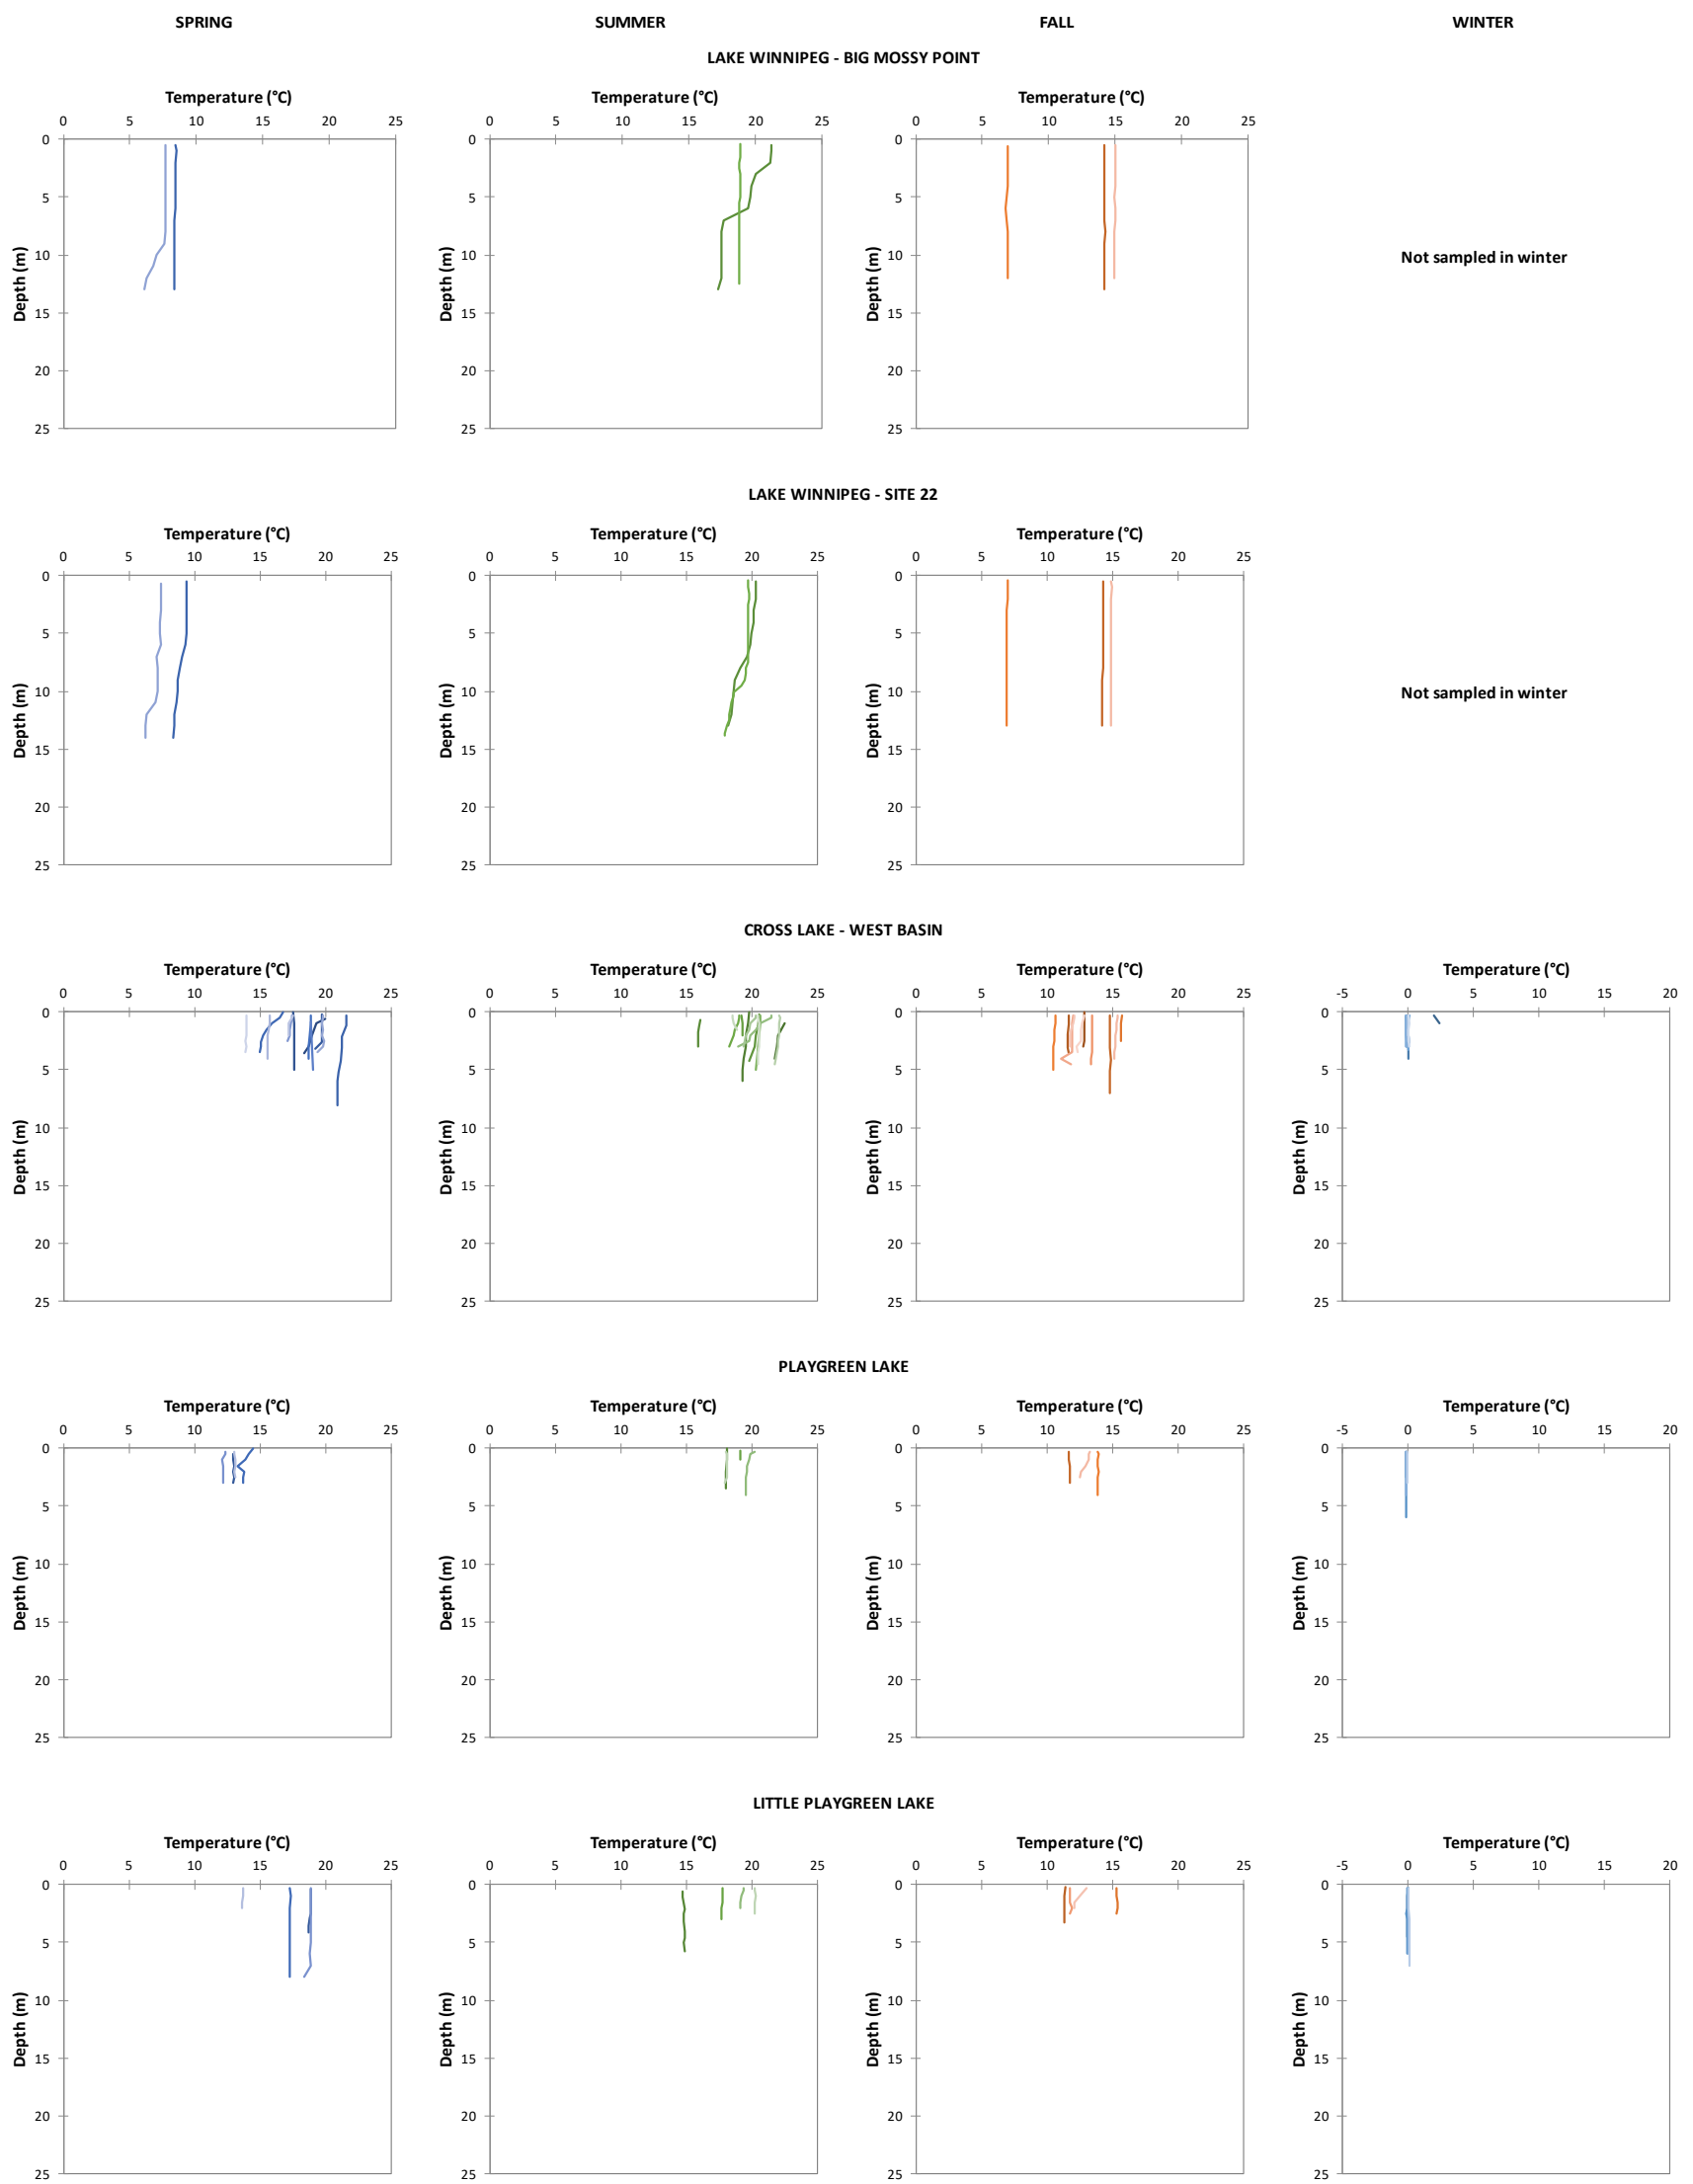 SPRING SUMMER FALL WINTER
LAKE WINNIPEG - BIG MOSSY POINT
Temperature (°C) Temperature (°C) Temperature (°C)
0 5 10 15 20 25 0 5 10 15 20 25 0 5 10 15 20 25
0 0 0
5 5 5
10 10 10
Not sampled in winter
15 15 15
20 20 20
25 25 25
Depth (m) Depth (m) Depth (m)
LAKE WINNIPEG - SITE 22
Temperature (°C) Temperature (°C) Temperature (°C)
0 5 10 15 20 25 0 5 10 15 20 25 0 5 10 15 20 25
0 0 0
5 5 5
10 10 10
Not sampled in winter
15 15 15
20 20 20
25 25 25
Depth (m) Depth (m) Depth (m)
CROSS LAKE - WEST BASIN
Temperature (°C) Temperature (°C) Temperature (°C) Temperature (°C)
0 5 10 15 20 25 0 5 10 15 20 25 0 5 10 15 20 25 -5 0 5 10 15 20
0 0 0 0
5 5 5 5
10 10 10 10
15 15 15 15
20 20 20 20
25 25 25 25
Depth (m) Depth (m) Depth (m) Depth (m)
PLAYGREEN LAKE
Temperature (°C) Temperature (°C) Temperature (°C) Temperature (°C)
0 5 10 15 20 25 0 5 10 15 20 25 0 5 10 15 20 25 -5 0 5 10 15 20
0 0 0 0
5 5 5 5
10 10 10 10
15 15 15 15
20 20 20 20
25 25 25 25
Depth (m) Depth (m) Depth (m) Depth (m)
LITTLE PLAYGREEN LAKE
Temperature (°C) Temperature (°C) Temperature (°C) Temperature (°C)
0 5 10 15 20 25 0 5 10 15 20 25 0 5 10 15 20 25 -5 0 5 10 15 20
0 0 0 0
5 5 5 5
10 10 10 10
15 15 15 15
20 20 20 20
25 25 25 25
Depth (m) Depth (m) Depth (m) Depth (m)